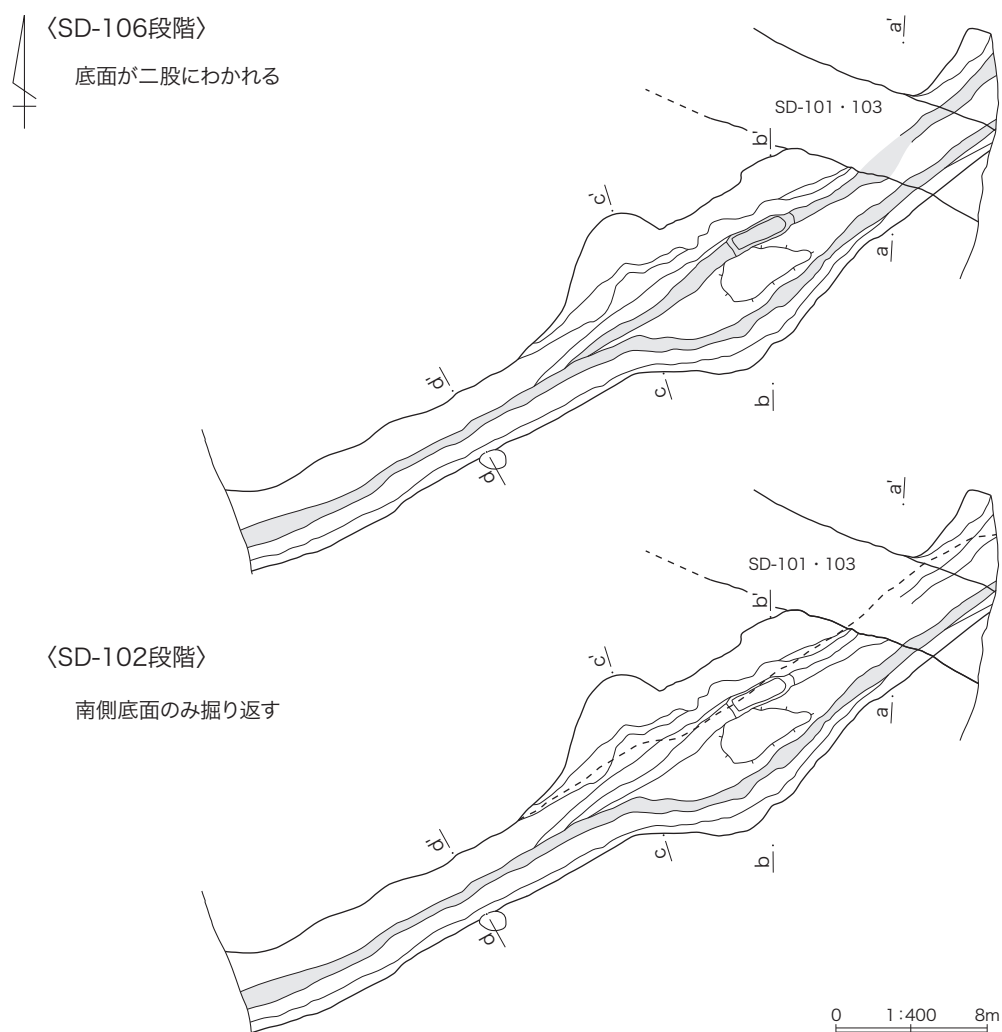 〈SD-106段階〉
底面が二股にわかれる
a'
SD-101・103
b'
c'
a
d'
c
b
d
a'
SD-101・103
b'
〈SD-102段階〉
c'
南側底面のみ掘り返す
a
d'
c
b
d
0 1:400 8m